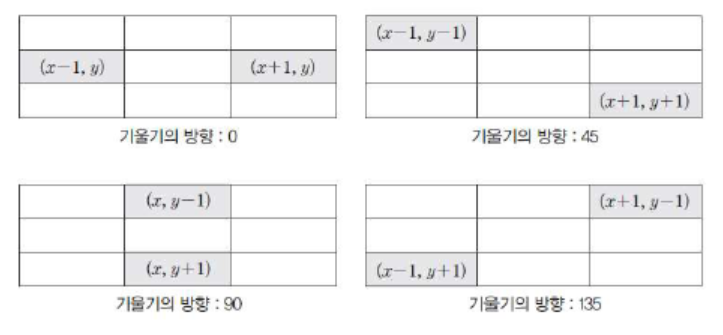 (x−1, y−1)
(x−1, y) (x+1, y)
(x+1, y+1)
기울기의 방향 : 0 기울기의 방향 : 45
(x, y−1) (x+1, y−1)
(x, y+1) (x−1, y+1)
기울기의 방향 : 90 기울기의 방향 : 135